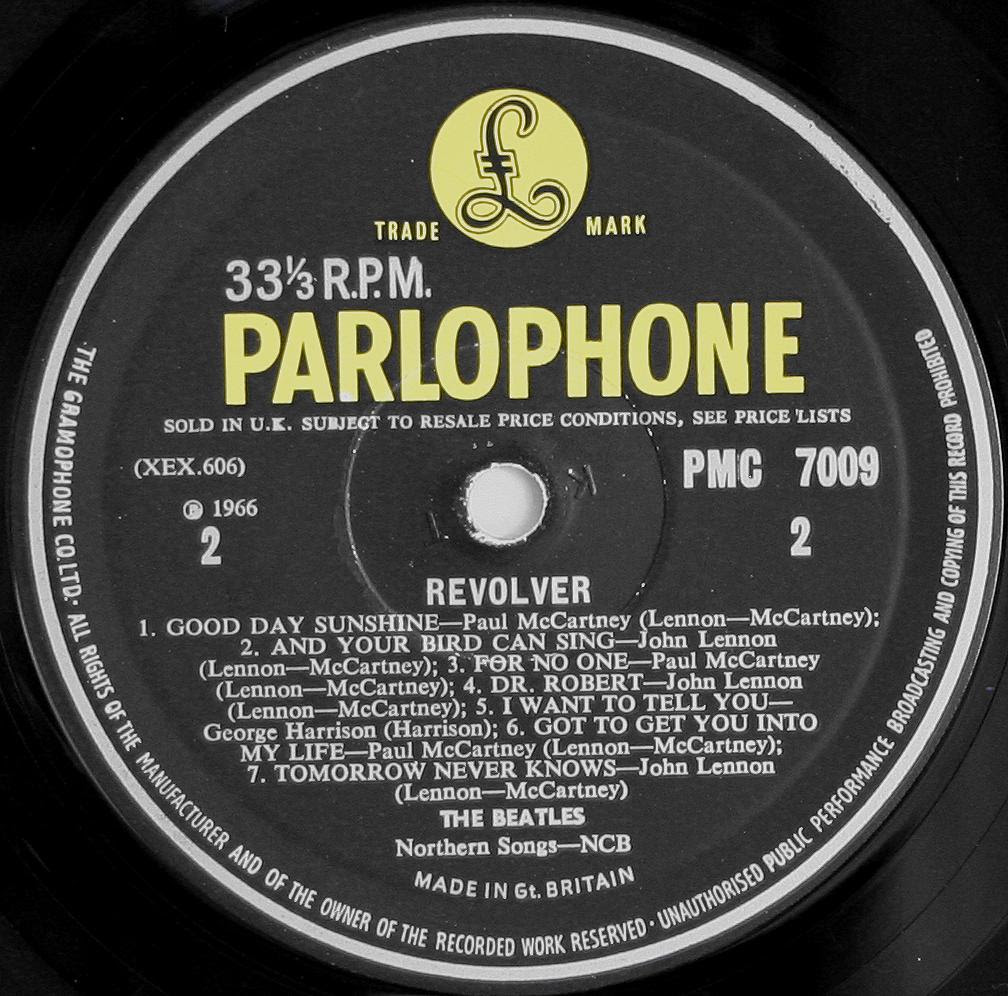 £
TRADE MARK
33⅓ R.P.M.
PARLOPHONE
SOLD IN U.K. SUBJECT TO RESALE PRICE CONDITIONS, SEE PRICE LISTS
(XEX.606)
PMC 7009
℗ 1966
2
2
K
REVOLVER
1. GOOD DAY SUNSHINE—Paul McCartney (Lennon—McCartney);
2. AND YOUR BIRD CAN SING—John Lennon
(Lennon—McCartney); 3. FOR NO ONE—Paul McCartney
(Lennon—McCartney); 4. DR. ROBERT—John Lennon
(Lennon—McCartney); 5. I WANT TO TELL YOU—
George Harrison (Harrison); 6. GOT TO GET YOU INTO
MY LIFE—Paul McCartney (Lennon—McCartney);
7. TOMORROW NEVER KNOWS—John Lennon
(Lennon—McCartney)
THE BEATLES
Northern Songs—NCB
MADE IN Gt. BRITAIN
THE GRAMOPHONE CO.LTD· ALL RIGHTS OF THE MANUFACTURER AND OF THE OWNER OF THE RECORDED WORK RESERVED · UNAUTHORISED PUBLIC PERFORMANCE BROADCASTING AND COPYING OF THIS RECORD PROHIBITED